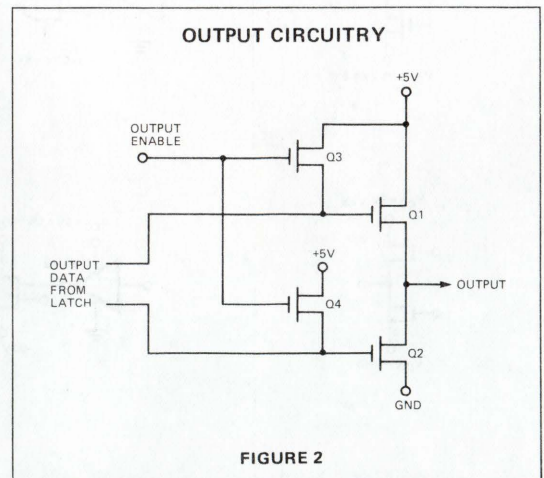 OUTPUT CIRCUITRY
+5V
OUTPUT
ENABLE
Q3
Q1
OUTPUT
DATA
FROM
LATCH
+5V
Q4
OUTPUT
Q2
GND
FIGURE 2